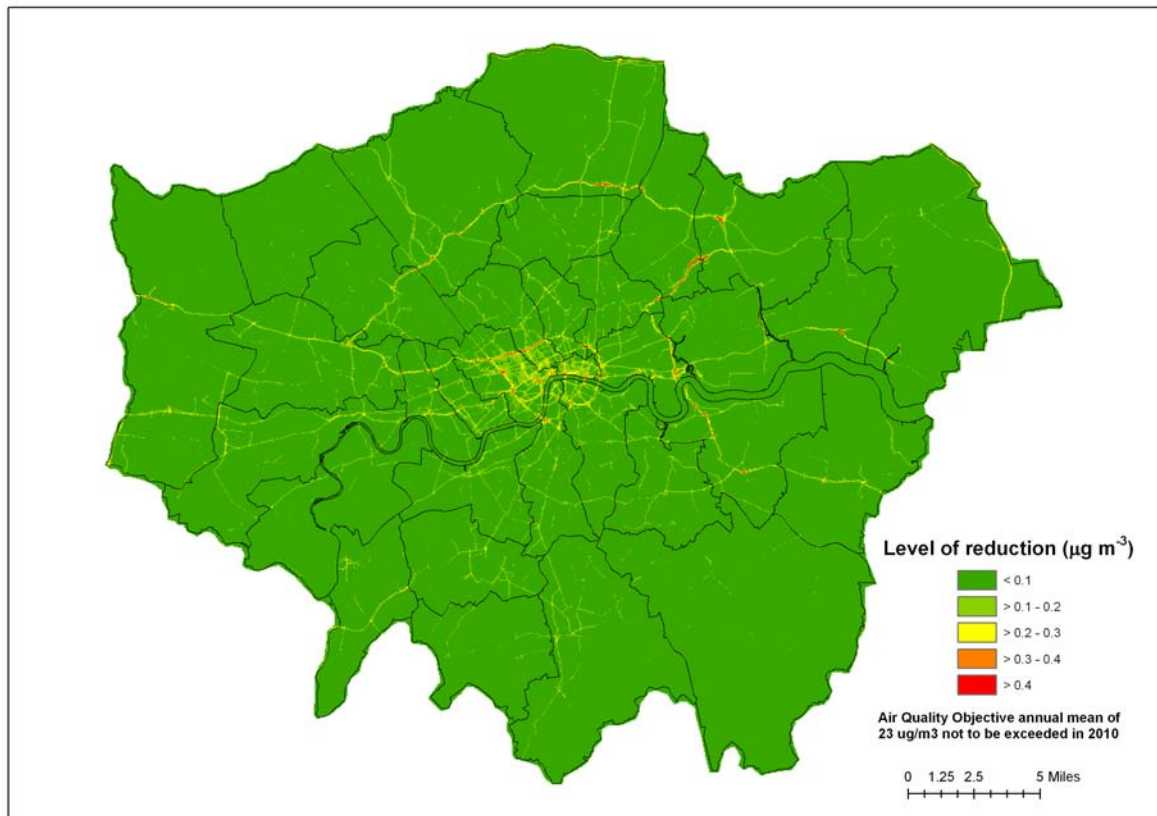 Level of reduction (µg m⁻³)
< 0.1
> 0.1 - 0.2
> 0.2 - 0.3
> 0.3 - 0.4
> 0.4
Air Quality Objective annual mean of
23 ug/m3 not to be exceeded in 2010
0 1.25 2.5 5 Miles